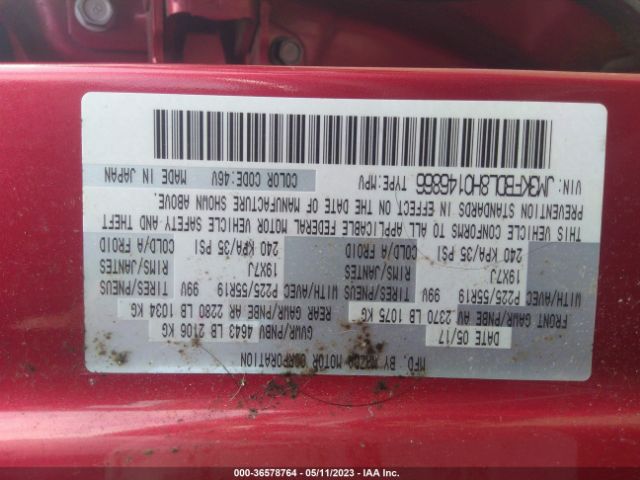 MFD. BY MAZDA MOTOR CORPORATION
DATE 05/17 GVWR/PNBV 4643 LB 2106 KG
FRONT GAWR/PNBE AV 2370 LB 1075 KG REAR GAWR/PNBE AR 2280 LB 1034 KG
WITH/AVEC P225/55R19 99V TIRES/PNEUS WITH/AVEC P225/55R19 99V TIRES/PNEUS
19X7J RIMS/JANTES 19X7J RIMS/JANTES
240 KPA/35 PSI COLD/A FROID 240 KPA/35 PSI COLD/A FROID
THIS VEHICLE CONFORMS TO ALL APPLICABLE FEDERAL MOTOR VEHICLE SAFETY AND THEFT
PREVENTION STANDARDS IN EFFECT ON THE DATE OF MANUFACTURE SHOWN ABOVE.
VIN: JM3KFBDL8H0146866 TYPE:MPV COLOR CODE:46V MADE IN JAPAN
000-36578764 - 05/11/2023 - IAA Inc.